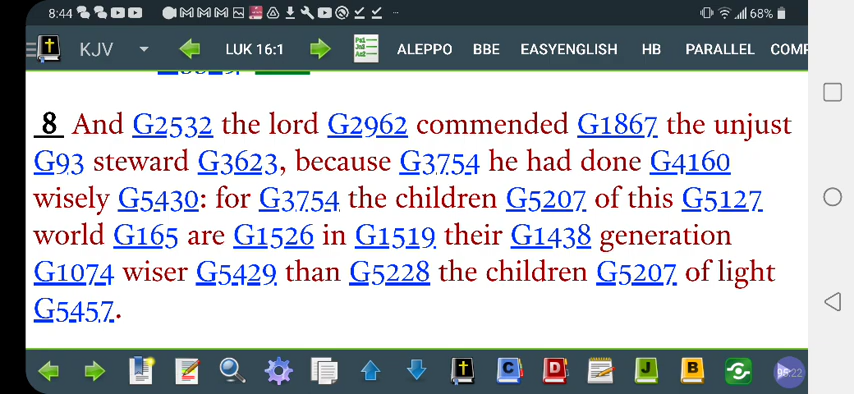 8:44 68%
KJV LUK 16:1 ALEPPO BBE EASYENGLISH HB PARALLEL
8 And G2532 the lord G2962 commended G1867 the unjust
G93 steward G3623, because G3754 he had done G4160
wisely G5430: for G3754 the children G5207 of this G5127
world G165 are G1526 in G1519 their G1438 generation
G1074 wiser G5429 than G5228 the children G5207 of light
G5457.
C D J B